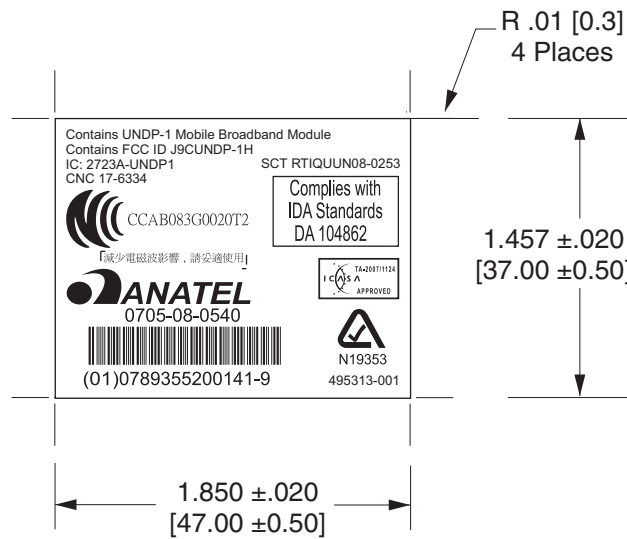 R .01 [0.3]
4 Places
Contains UNDP-1 Mobile Broadband Module
Contains FCC ID J9CUNDP-1H
IC: 2723A-UNDP1
SCT RTIQUUN08-0253
CNC 17-6334
CCAB083G0020T2
Complies with
IDA Standards
DA 104862
「減少電磁波影響，請妥適使用」
ICASA
TA-2007/1124
APPROVED
ANATEL
0705-08-0540
N19353
(01)0789355200141-9
495313-001
1.457 ±.020
[37.00 ±0.50]
1.850 ±.020
[47.00 ±0.50]